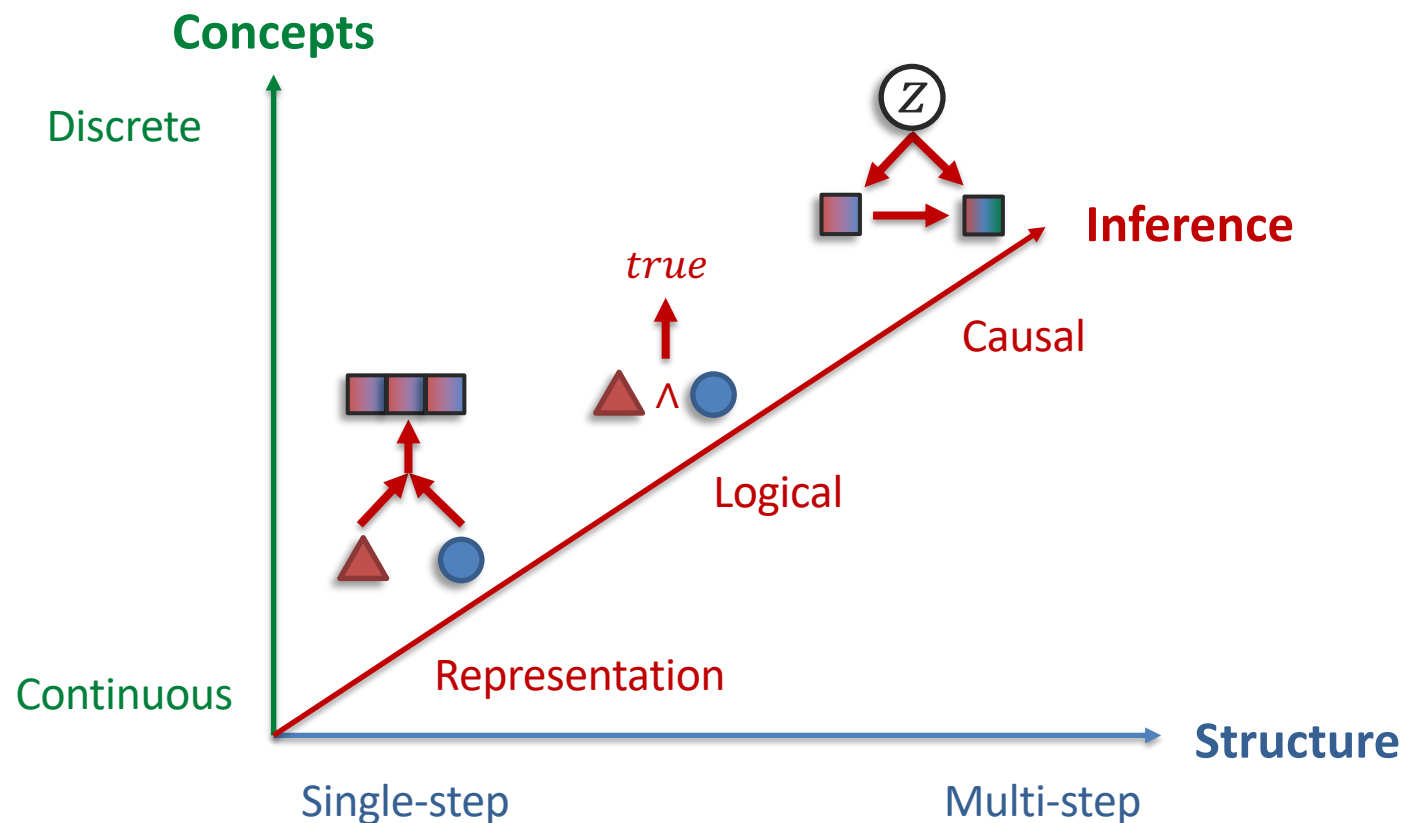 Concepts
Discrete
Z
Inference
true
Causal
∧
Logical
Representation
Continuous
Structure
Single-step
Multi-step